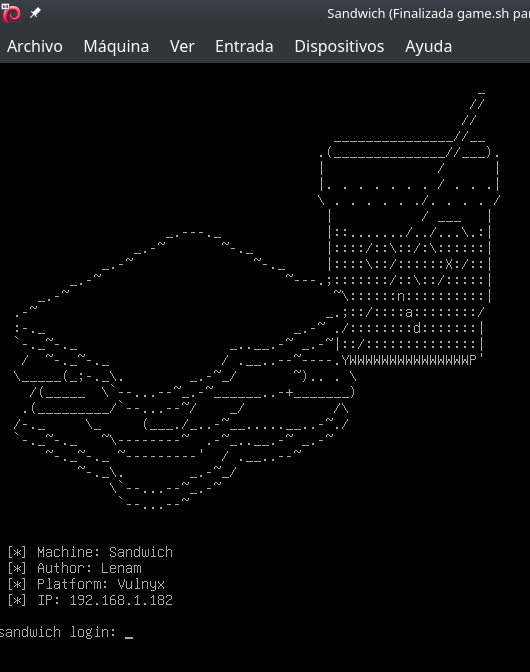 Sandwich (Finalizada game.sh par
Archivo Máquina Ver Entrada Dispositivos Ayuda
[*] Machine: Sandwich
[*] Author: Lenam
[*] Platform: Vulnyx
[*] IP: 192.168.1.182
sandwich login: _